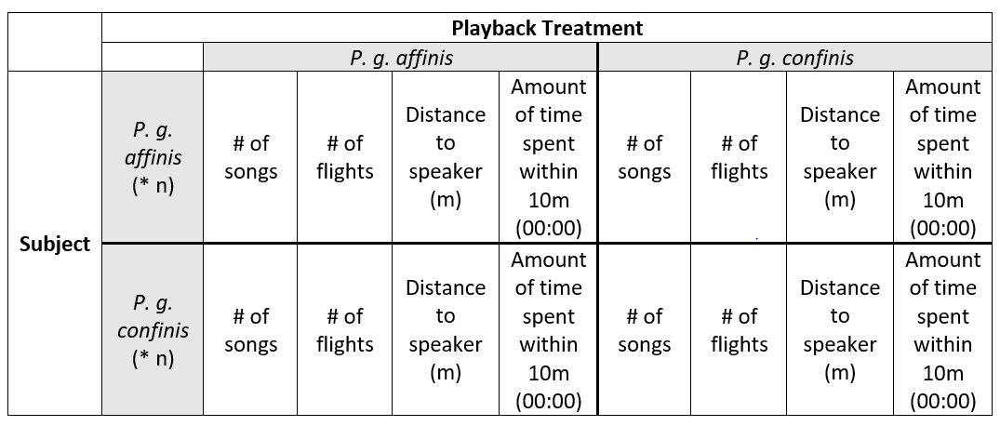 Playback Treatment
P. g. affinis
P. g. confinis
Subject
P. g.
affinis
(* n)
# of
songs
# of
flights
Distance
to
speaker
(m)
Amount
of time
spent
within
10m
(00:00)
# of
songs
# of
flights
Distance
to
speaker
(m)
Amount
of time
spent
within
10m
(00:00)
P. g.
confinis
(* n)
# of
songs
# of
flights
Distance
to
speaker
(m)
Amount
of time
spent
within
10m
(00:00)
# of
songs
# of
flights
Distance
to
speaker
(m)
Amount
of time
spent
within
10m
(00:00)